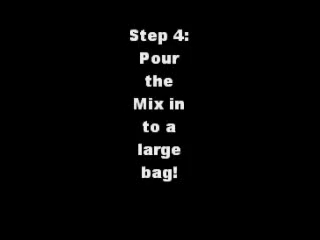 Step 4:
Pour
the
Mix in
to a
large
bag!